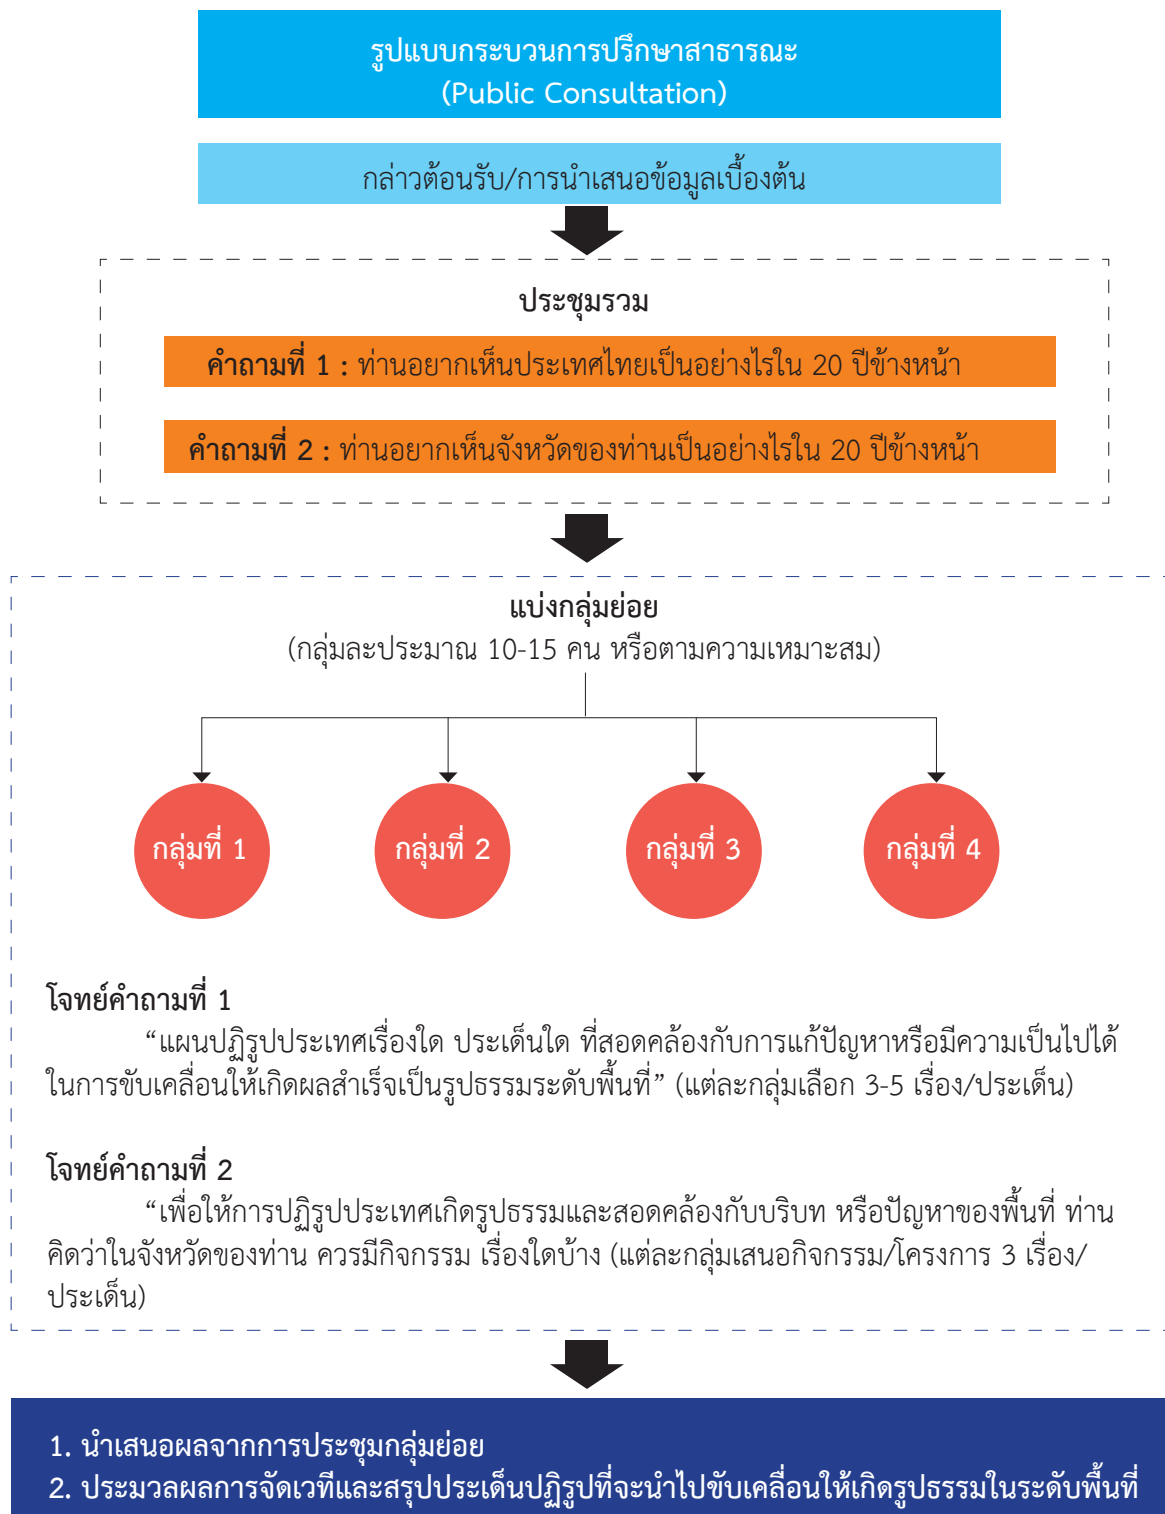 รูปแบบกระบวนการปรึกษาสาธารณะ
(Public Consultation)
กล่าวต้อนรับ/การนำเสนอข้อมูลเบื้องต้น
ประชุมรวม
คำถามที่ 1 : ท่านอยากเห็นประเทศไทยเป็นอย่างไรใน 20 ปีข้างหน้า
คำถามที่ 2 : ท่านอยากเห็นจังหวัดของท่านเป็นอย่างไรใน 20 ปีข้างหน้า
แบ่งกลุ่มย่อย
(กลุ่มละประมาณ 10-15 คน หรือตามความเหมาะสม)
กลุ่มที่ 1
กลุ่มที่ 2
กลุ่มที่ 3
กลุ่มที่ 4
โจทย์คำถามที่ 1
“แผนปฏิรูปประเทศเรื่องใด ประเด็นใด ที่สอดคล้องกับการแก้ปัญหาหรือมีความเป็นไปได้
ในการขับเคลื่อนให้เกิดผลสำเร็จเป็นรูปธรรมระดับพื้นที่” (แต่ละกลุ่มเลือก 3-5 เรื่อง/ประเด็น)
โจทย์คำถามที่ 2
“เพื่อให้การปฏิรูปประเทศเกิดรูปธรรมและสอดคล้องกับบริบท หรือปัญหาของพื้นที่ ท่าน
คิดว่าในจังหวัดของท่าน ควรมีกิจกรรม เรื่องใดบ้าง (แต่ละกลุ่มเสนอกิจกรรม/โครงการ 3 เรื่อง/
ประเด็น)
1. นำเสนอผลจากการประชุมกลุ่มย่อย
2. ประมวลผลการจัดเวทีและสรุปประเด็นปฏิรูปที่จะนำไปขับเคลื่อนให้เกิดรูปธรรมในระดับพื้นที่